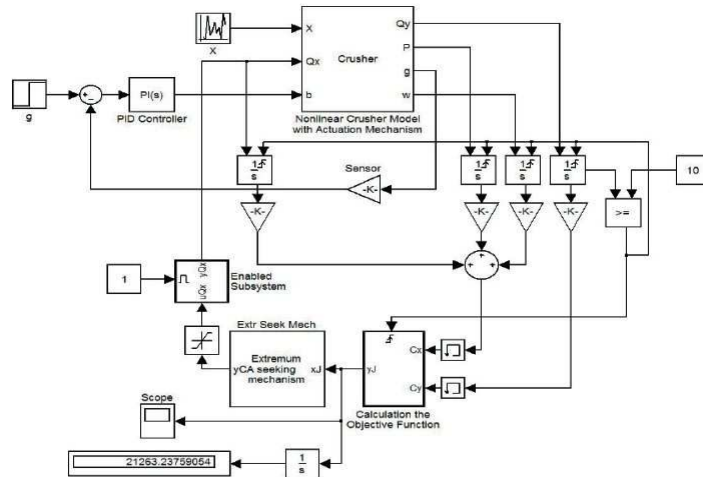 X
g
PI(s)
PID Controller
X
Qx
b
Crusher
Qy
P
g
w
Nonlinear Crusher Model
with Actuation Mechanism
Sensor
-K-
1
s
1
s
1
s
1
s
-K-
-K-
-K-
-K-
>=
10
1
yQx
uQx
Enabled
Subsystem
Extr Seek Mech
Extremum
yCA seeking xJ
mechanism
yJ
Cx
Cy
Calculation the
Objective Function
Scope
21263.23759054
1
s